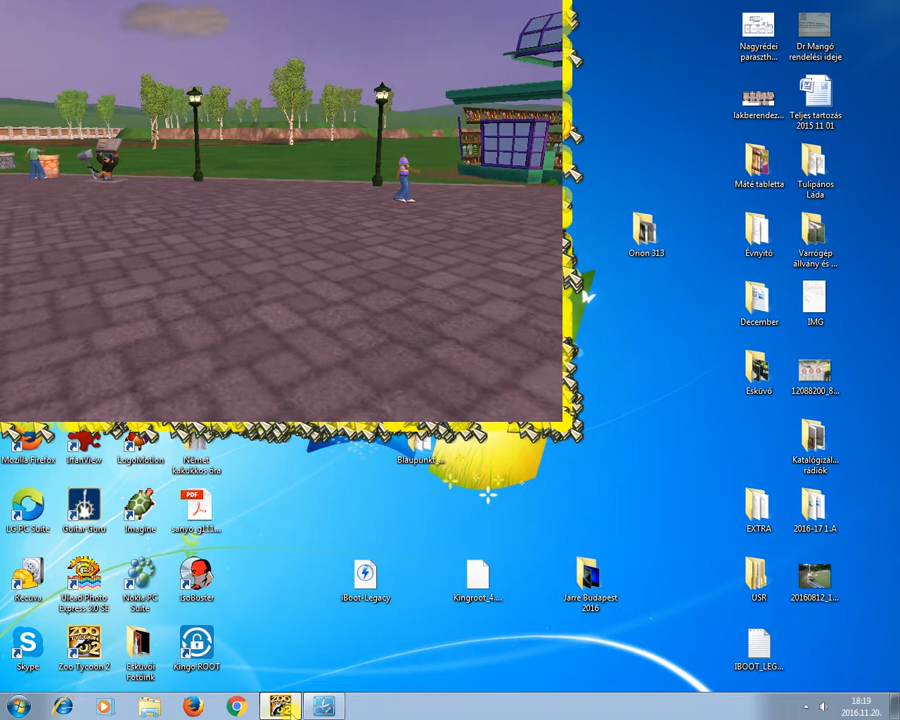 Nagyrédei
paraszth...
Dr Mangó
rendelési ideje
lakberendez...
Teljes tartozás
2015 11 01
Máté tabletta
Tulipános
Láda
Orion 313
Évnyitó
Varrógép
állvány és ...
December
IMG
Esküvő
12088200_8...
Mozilla Firefox
IrfanView
LogoMotion
Német
kakukkos óra
Blaupunkt_...
Katalógizál...
rádiók
PDF
LG PC Suite
Guitar Guru
Imagine
sanyo_g111...
EXTRA
2016-17 1.A
Recuva
Ulead Photo
Express 3.0 SE
Nokia PC
Suite
IsoBuster
iBoot-Legacy
Kingroot_4....
Jarre Budapest
2016
USR
20160812_1...
Skype
Zoo Tycoon 2
Esküvői
Fotóink
Kingo ROOT
IBOOT_LEG...
18:19
2016.11.20.